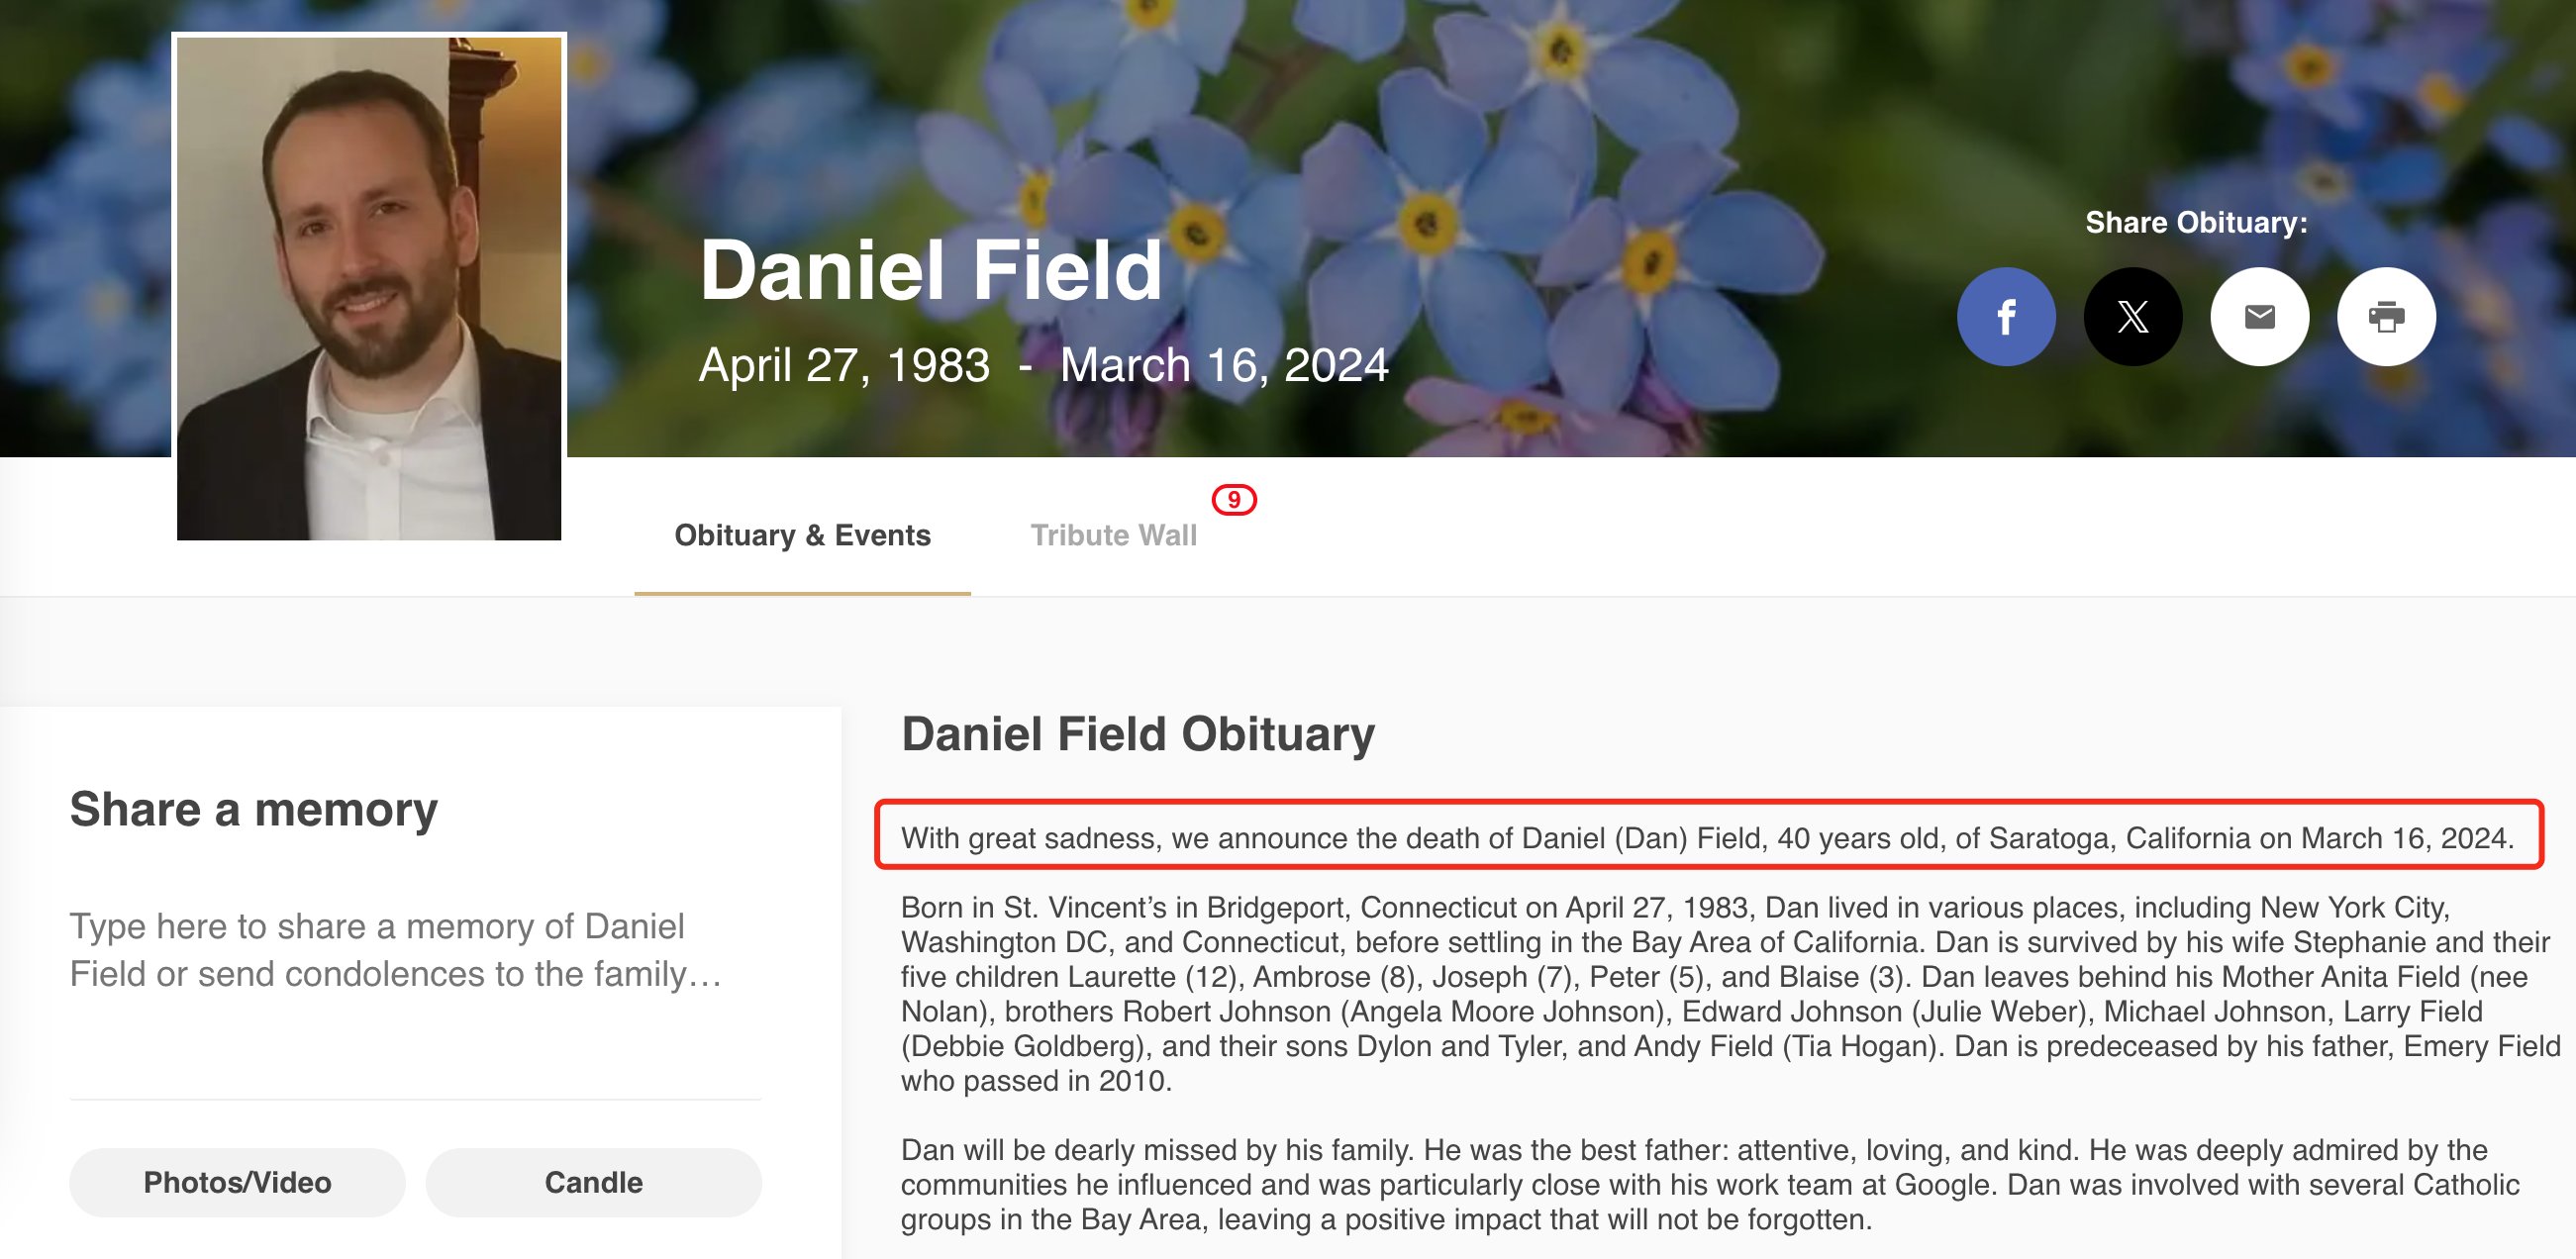 Daniel Field
April 27, 1983 - March 16, 2024
Share Obituary:
f
X
Obituary & Events
Tribute Wall
9
Share a memory
Type here to share a memory of Daniel
Field or send condolences to the family...
Photos/Video
Candle
Daniel Field Obituary
With great sadness, we announce the death of Daniel (Dan) Field, 40 years old, of Saratoga, California on March 16, 2024.
Born in St. Vincent’s in Bridgeport, Connecticut on April 27, 1983, Dan lived in various places, including New York City,
Washington DC, and Connecticut, before settling in the Bay Area of California. Dan is survived by his wife Stephanie and their
five children Laurette (12), Ambrose (8), Joseph (7), Peter (5), and Blaise (3). Dan leaves behind his Mother Anita Field (nee
Nolan), brothers Robert Johnson (Angela Moore Johnson), Edward Johnson (Julie Weber), Michael Johnson, Larry Field
(Debbie Goldberg), and their sons Dylon and Tyler, and Andy Field (Tia Hogan). Dan is predeceased by his father, Emery Field
who passed in 2010.
Dan will be dearly missed by his family. He was the best father: attentive, loving, and kind. He was deeply admired by the
communities he influenced and was particularly close with his work team at Google. Dan was involved with several Catholic
groups in the Bay Area, leaving a positive impact that will not be forgotten.